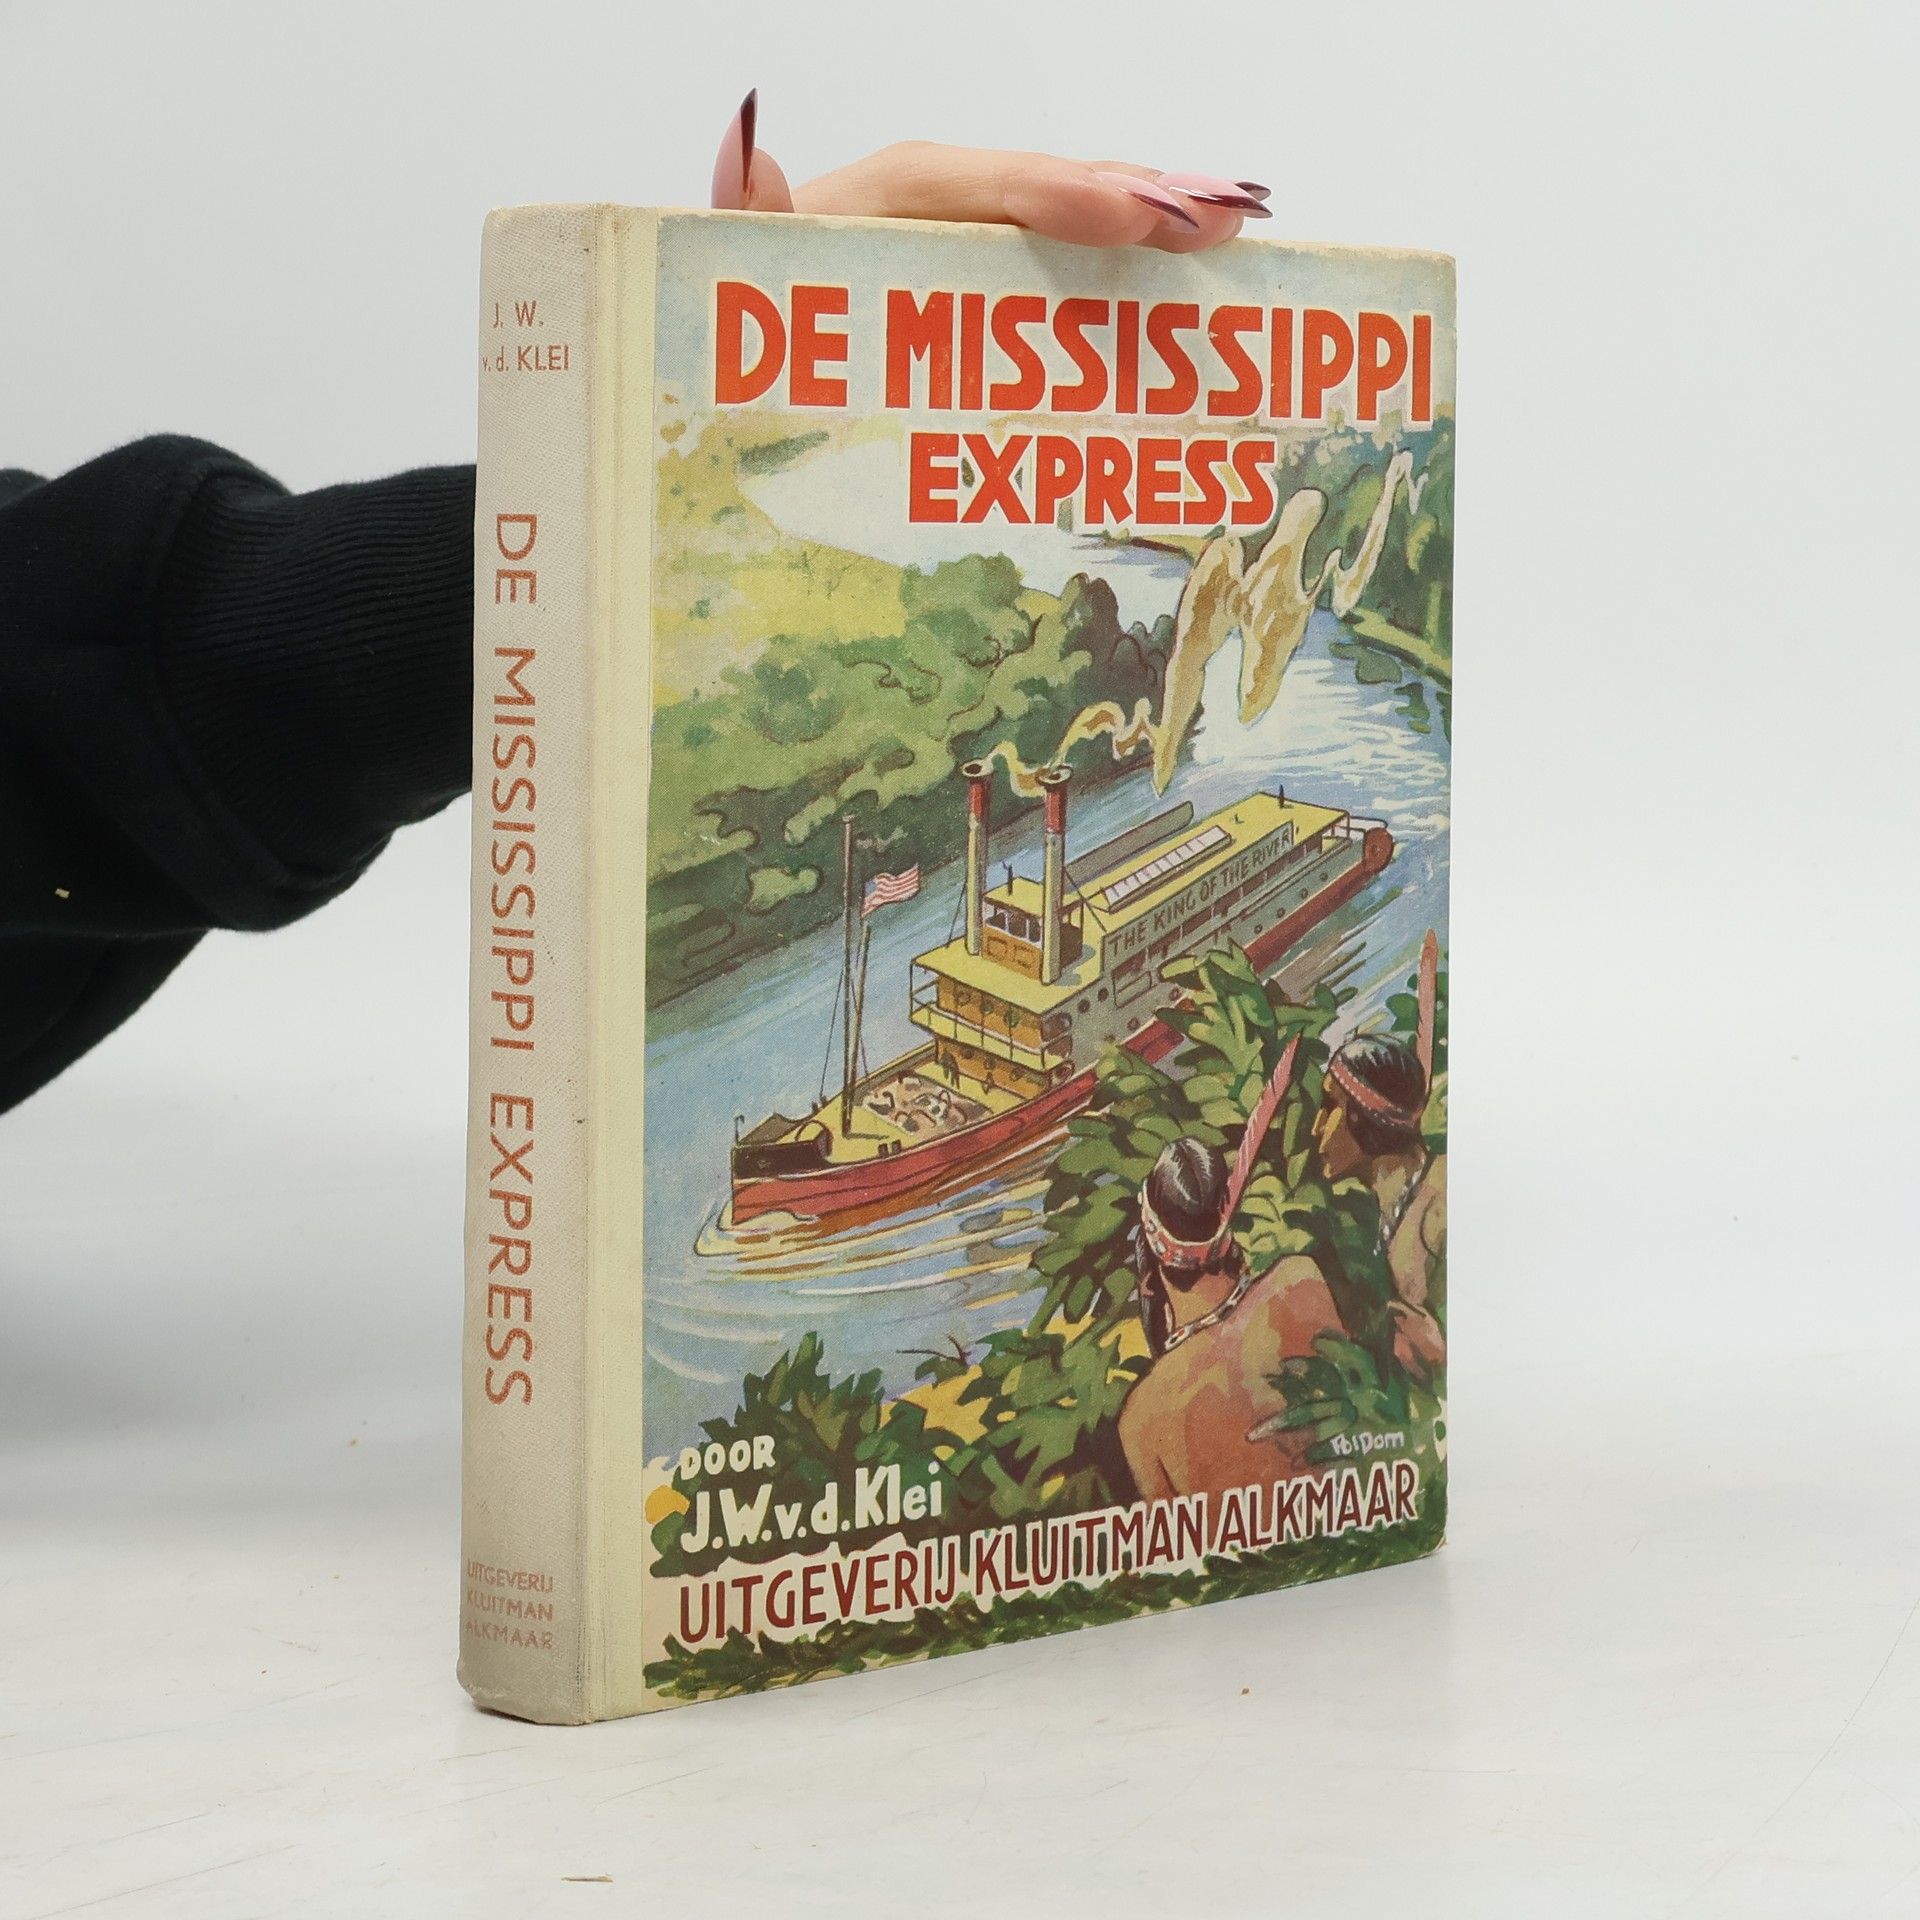 J. W.
v. d. KLEI
DE MISSISSIPPI EXPRESS
UITGEVERIJ
KLUITMAN
ALKMAAR
DE MISSISSIPPI
EXPRESS
THE KING OF THE RIVER
DOOR
J.W.v.d.Klei
UITGEVERIJ KLUITMAN ALKMAAR